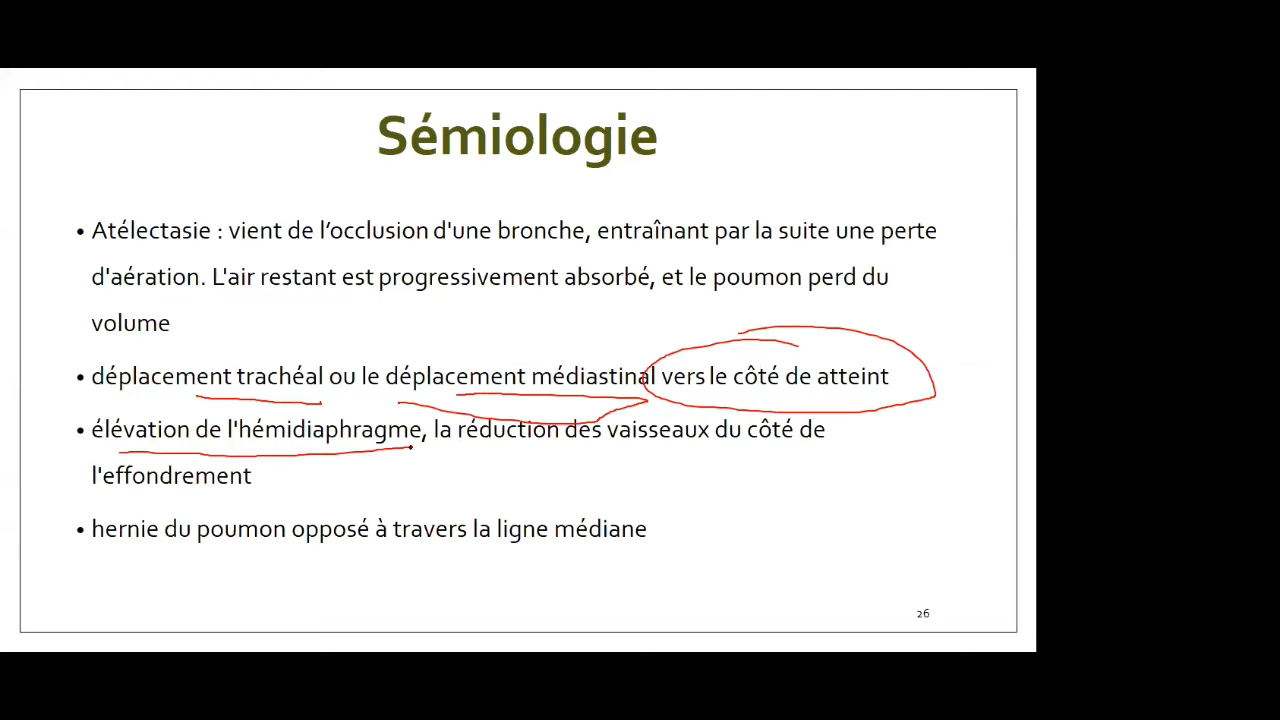 Sémiologie
• Atélectasie : vient de l’occlusion d'une bronche, entraînant par la suite une perte
d'aération. L'air restant est progressivement absorbé, et le poumon perd du
volume
• déplacement trachéal ou le déplacement médiastinal vers le côté de atteint
• élévation de l'hémidiaphragme, la réduction des vaisseaux du côté de
l'effondrement
• hernie du poumon opposé à travers la ligne médiane
26